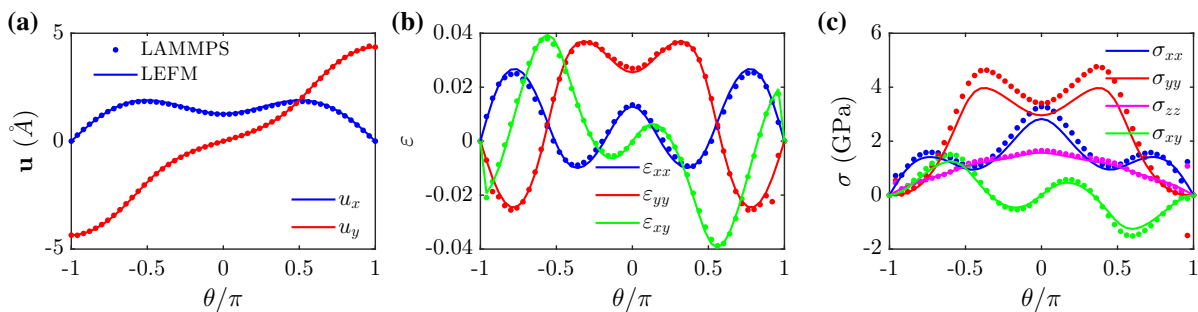 (a)
5
0
-5
u (Å)
LAMMPS
LEFM
u_x
u_y
-1 -0.5 0 0.5 1
θ/π
(b)
0.04
0.02
0
-0.02
-0.04
ε
ε_xx
ε_yy
ε_xy
-1 -0.5 0 0.5 1
θ/π
(c)
6
4
2
0
-2
σ (GPa)
σ_xx
σ_yy
σ_zz
σ_xy
-1 -0.5 0 0.5 1
θ/π